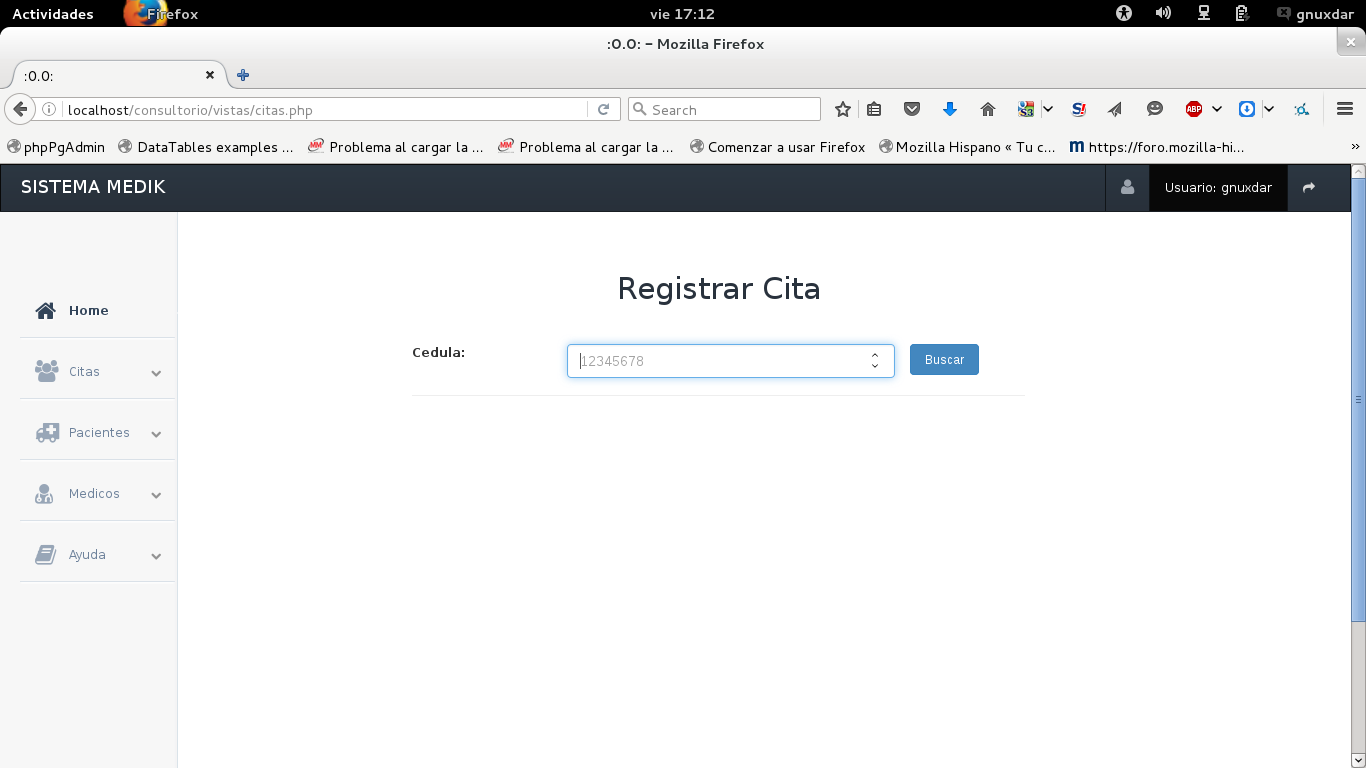 Actividades Firefox vie 17:12 gnuxdar
:O.O: - Mozilla Firefox
:O.O:
localhost/consultorio/vistas/citas.php Search S! ABP
phpPgAdmin DataTables examples ... Problema al cargar la ... Problema al cargar la ... Comenzar a usar Firefox Mozilla Hispano « Tu c... m https://foro.mozilla-hi... »
SISTEMA MEDIK Usuario: gnuxdar
Registrar Cita
Home
Cedula: 12345678 Buscar
Citas
Pacientes
Medicos
Ayuda